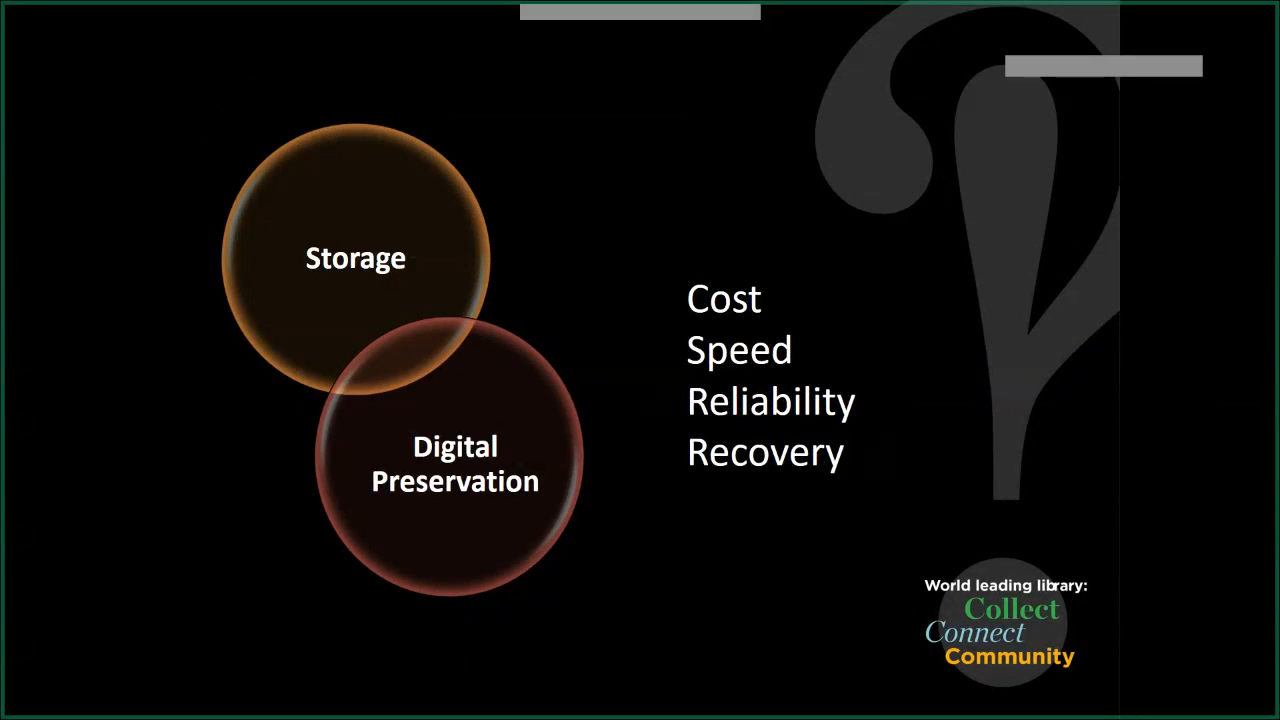 Storage
Digital
Preservation
Cost
Speed
Reliability
Recovery
World leading library:
Collect
Connect
Community